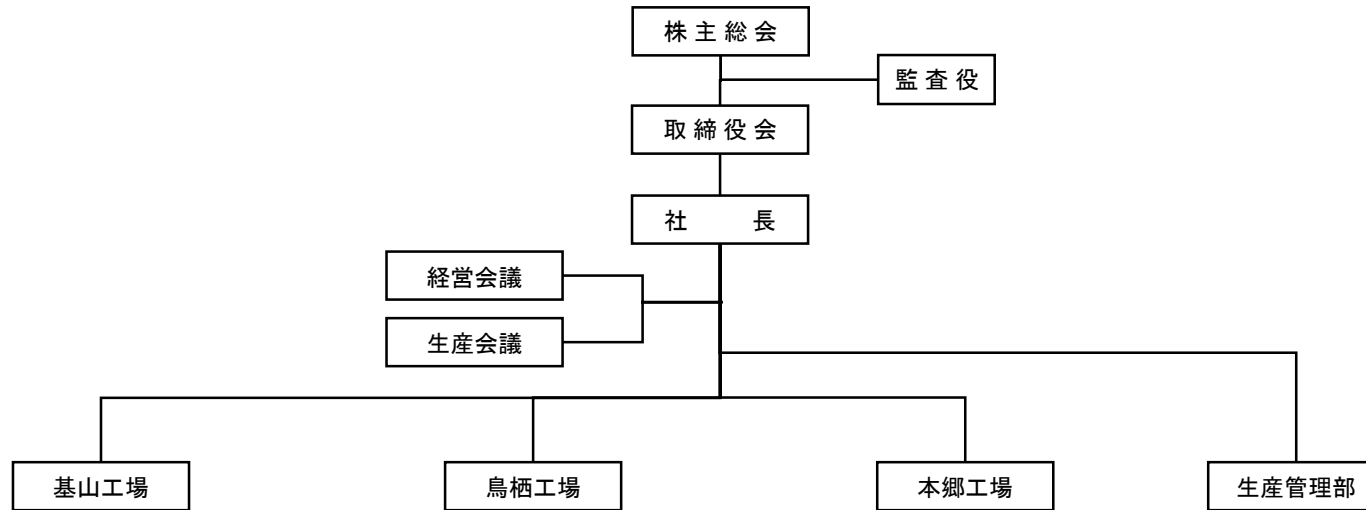 株主総会
監査役
取締役会
社　　長
経営会議
生産会議
基山工場
鳥栖工場
本郷工場
生産管理部